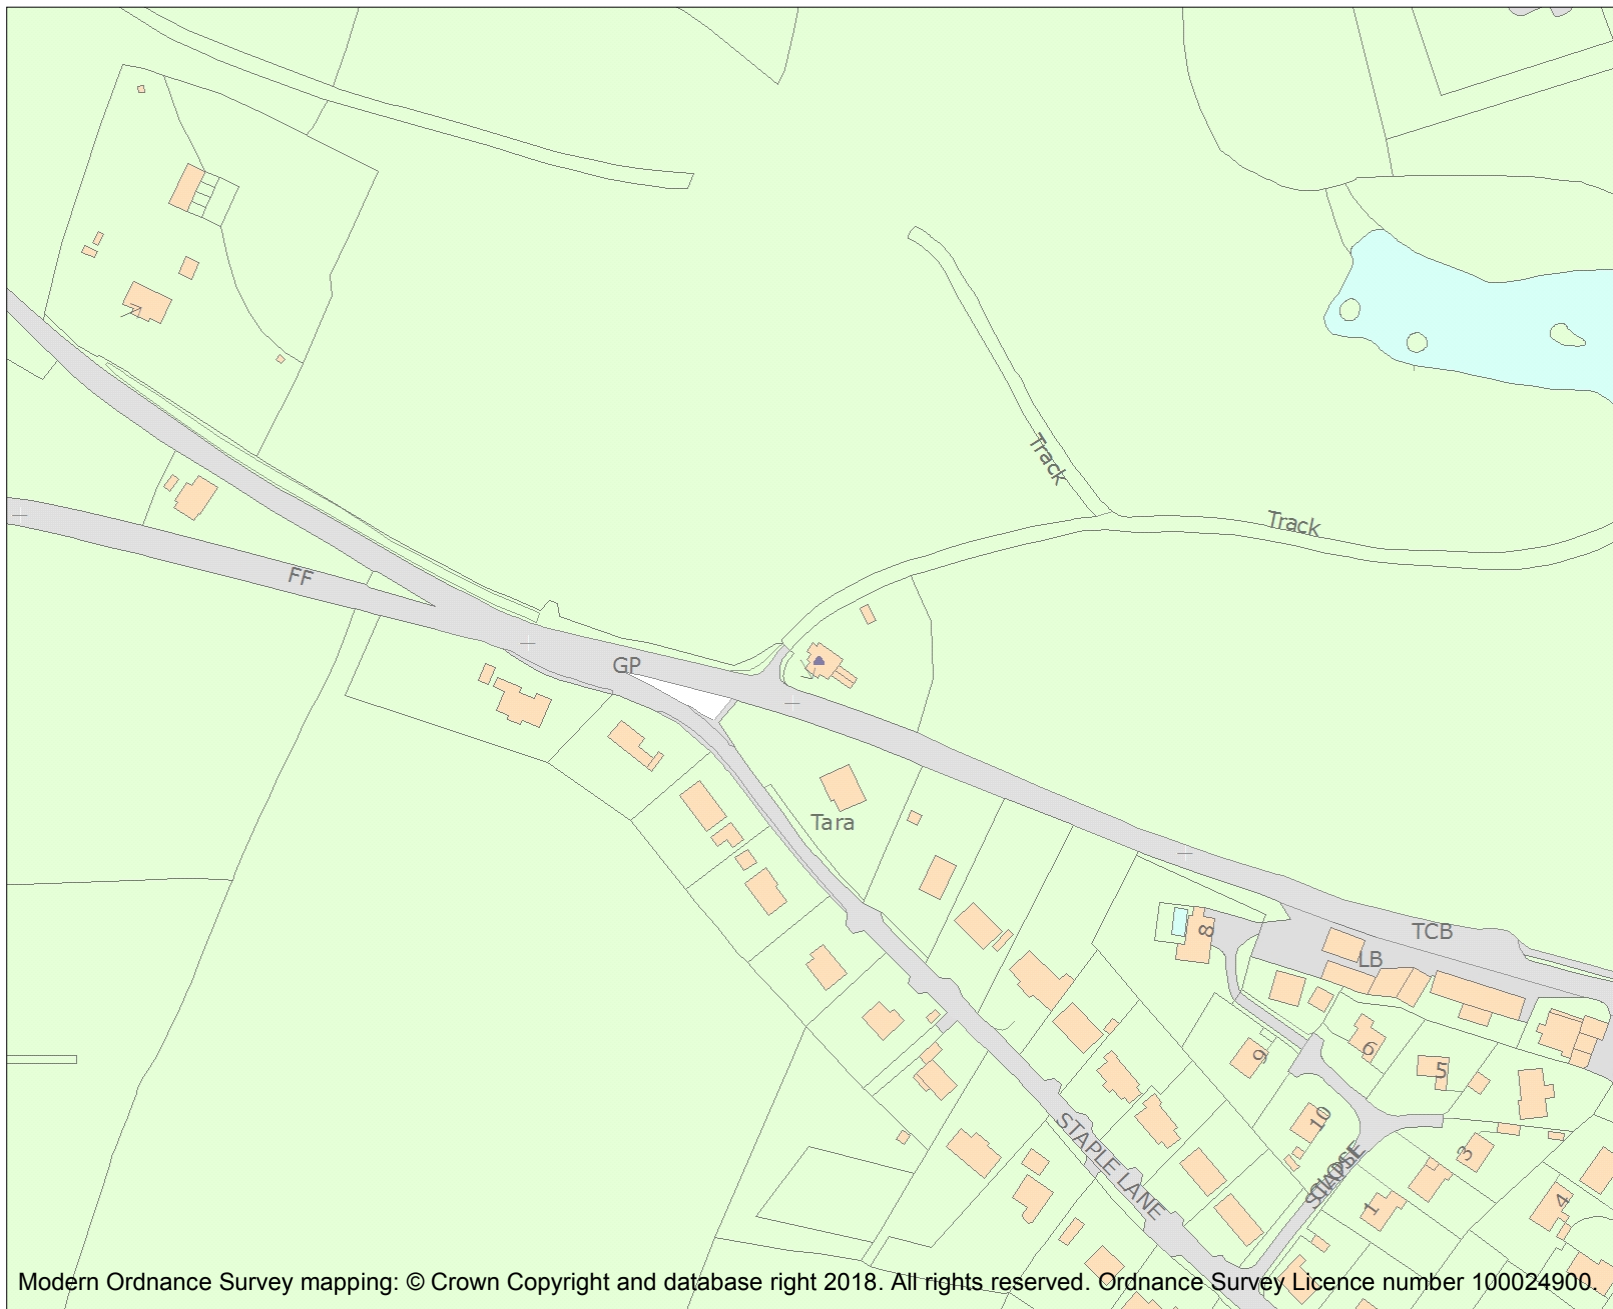 Track
Track
FF
GP
Tara
TCB
8
LB
9
6
5
10
STAPLE LANE
CLOSE
3
1
4
Modern Ordnance Survey mapping: © Crown Copyright and database right 2018. All rights reserved. Ordnance Survey Licence number 100024900.